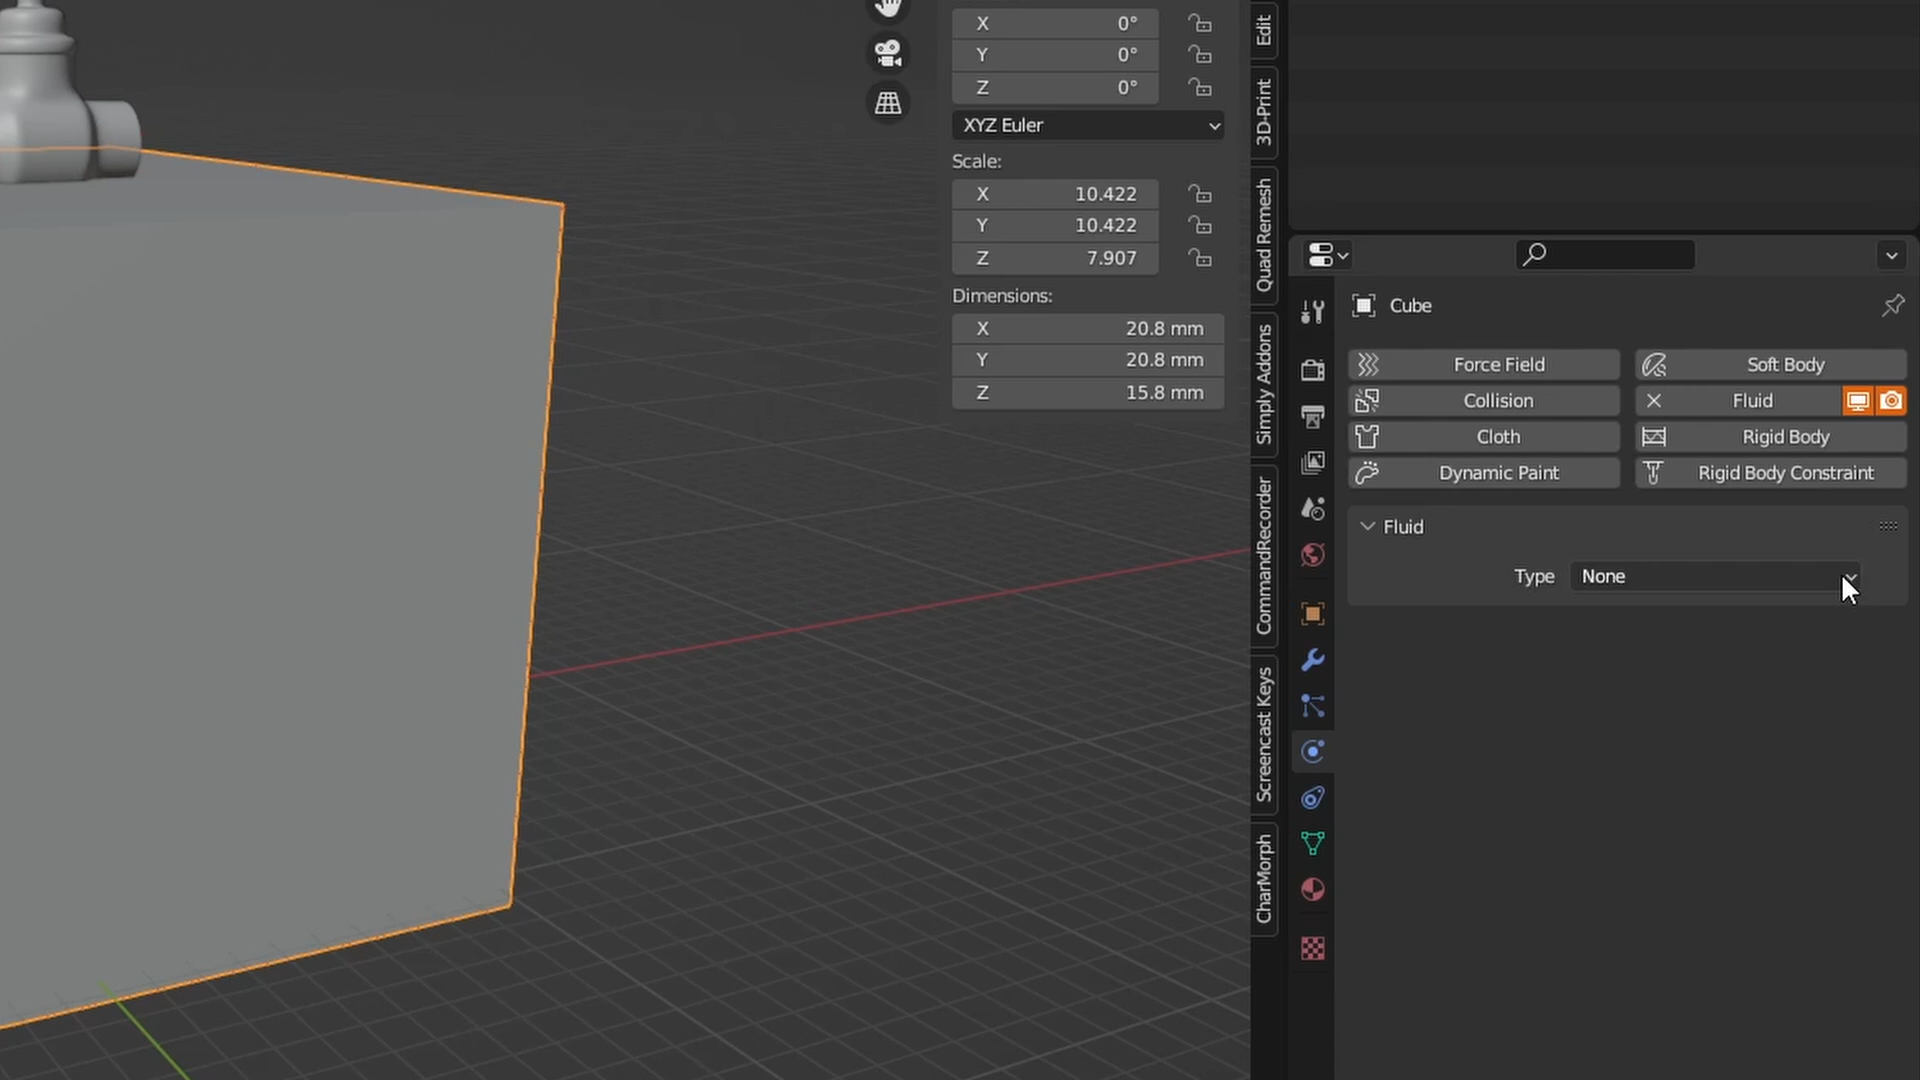 X 0°
Y 0°
Z 0°
XYZ Euler
Scale:
X 10.422
Y 10.422
Z 7.907
Dimensions:
X 20.8 mm
Y 20.8 mm
Z 15.8 mm
Edit
3D-Print
Quad Remesh
Simply Addons
CommandRecorder
Screencast Keys
CharMorph
Cube
Force Field
Soft Body
Collision
Fluid
Cloth
Rigid Body
Dynamic Paint
Rigid Body Constraint
Fluid
Type None